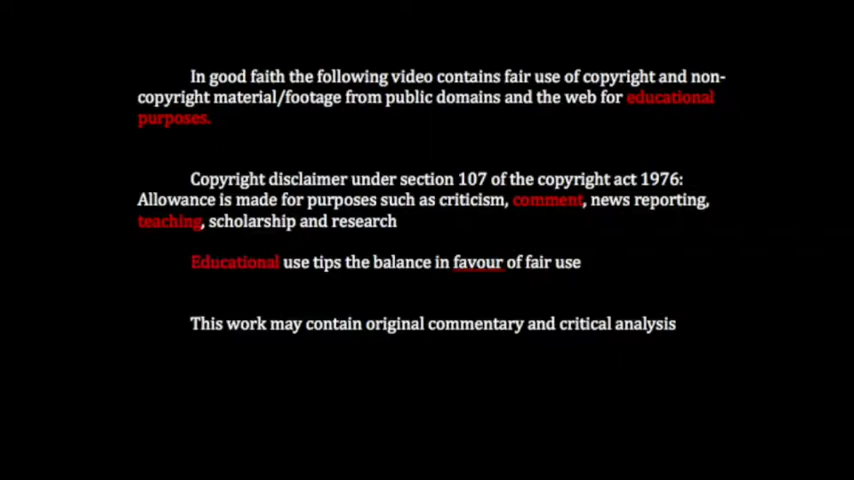 In good faith the following video contains fair use of copyright and non-
copyright material/footage from public domains and the web for educational
purposes.
Copyright disclaimer under section 107 of the copyright act 1976:
Allowance is made for purposes such as criticism, comment, news reporting,
teaching, scholarship and research
Educational use tips the balance in favour of fair use
This work may contain original commentary and critical analysis